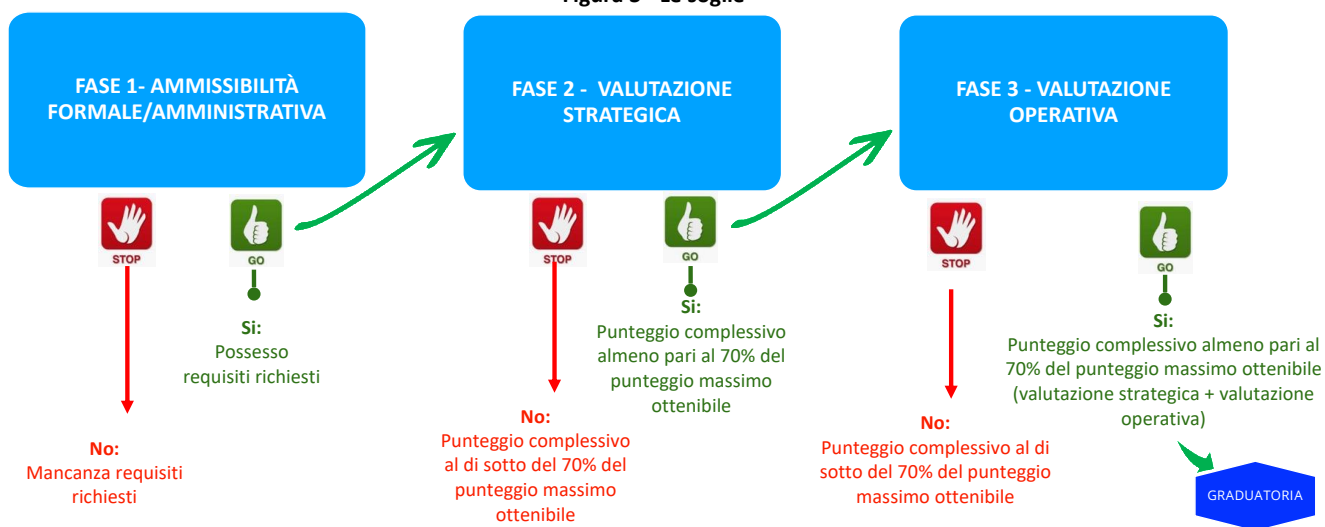 FASE 1- AMMISSIBILITÀ
FORMALE/AMMINISTRATIVA
STOP
GO
Si:
Possesso
requisiti richiesti
No:
Mancanza requisiti
richiesti
FASE 2 - VALUTAZIONE
STRATEGICA
STOP
GO
Si:
Punteggio complessivo
almeno pari al 70% del
punteggio massimo
ottenibile
No:
Punteggio complessivo
al di sotto del 70% del
punteggio massimo
ottenibile
FASE 3 - VALUTAZIONE
OPERATIVA
STOP
GO
Si:
Punteggio complessivo almeno pari al
70% del punteggio massimo ottenibile
(valutazione strategica + valutazione
operativa)
No:
Punteggio complessivo al di
sotto del 70% del punteggio
massimo ottenibile
GRADUATORIA